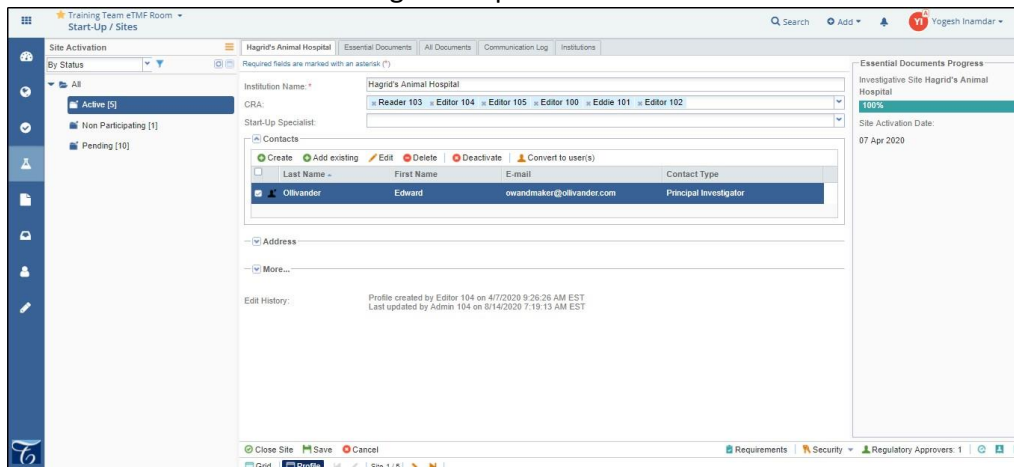 Training Team eTMF Room
Start-Up / Sites
Search
Add
A
YI
Yogesh Inamdar
Site Activation
By Status
All
Active [5]
Non Participating [1]
Pending [10]
Hagrid's Animal Hospital
Essential Documents
All Documents
Communication Log
Institutions
Required fields are marked with an asterisk (*)
Institution Name: *
Hagrid's Animal Hospital
CRA:
Reader 103 Editor 104 Editor 105 Editor 100 Eddie 101 Editor 102
Start-Up Specialist:
Contacts
Create Add existing Edit Delete Deactivate Convert to user(s)
Last Name First Name E-mail Contact Type
Ollivander Edward owandmaker@ollivander.com Principal Investigator
Address
More...
Edit History:
Profile created by Editor 104 on 4/7/2020 9:26:26 AM EST
Last updated by Admin 104 on 8/14/2020 7:19:13 AM EST
Essential Documents Progress
Investigative Site Hagrid's Animal
Hospital
100%
Site Activation Date:
07 Apr 2020
Close Site Save Cancel
Requirements Security Regulatory Approvers: 1
Grid Profile Site 1 / 5